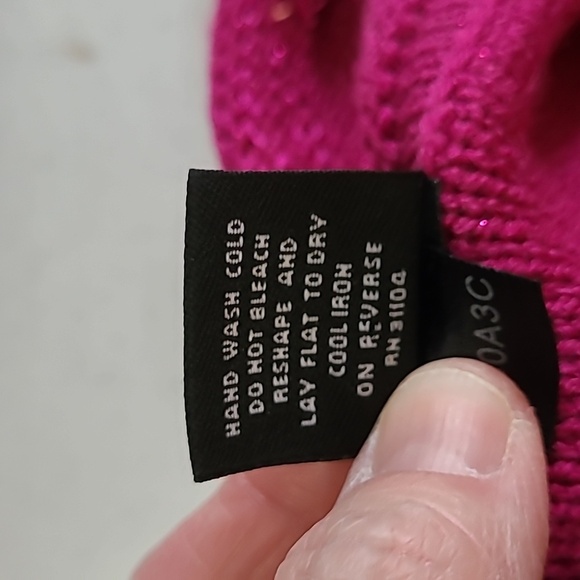 HAND WASH COLD
DO NOT BLEACH
RESHAPE AND
LAY FLAT TO DRY
COOL IRON
ON REVERSE
RN 31104
0A3C